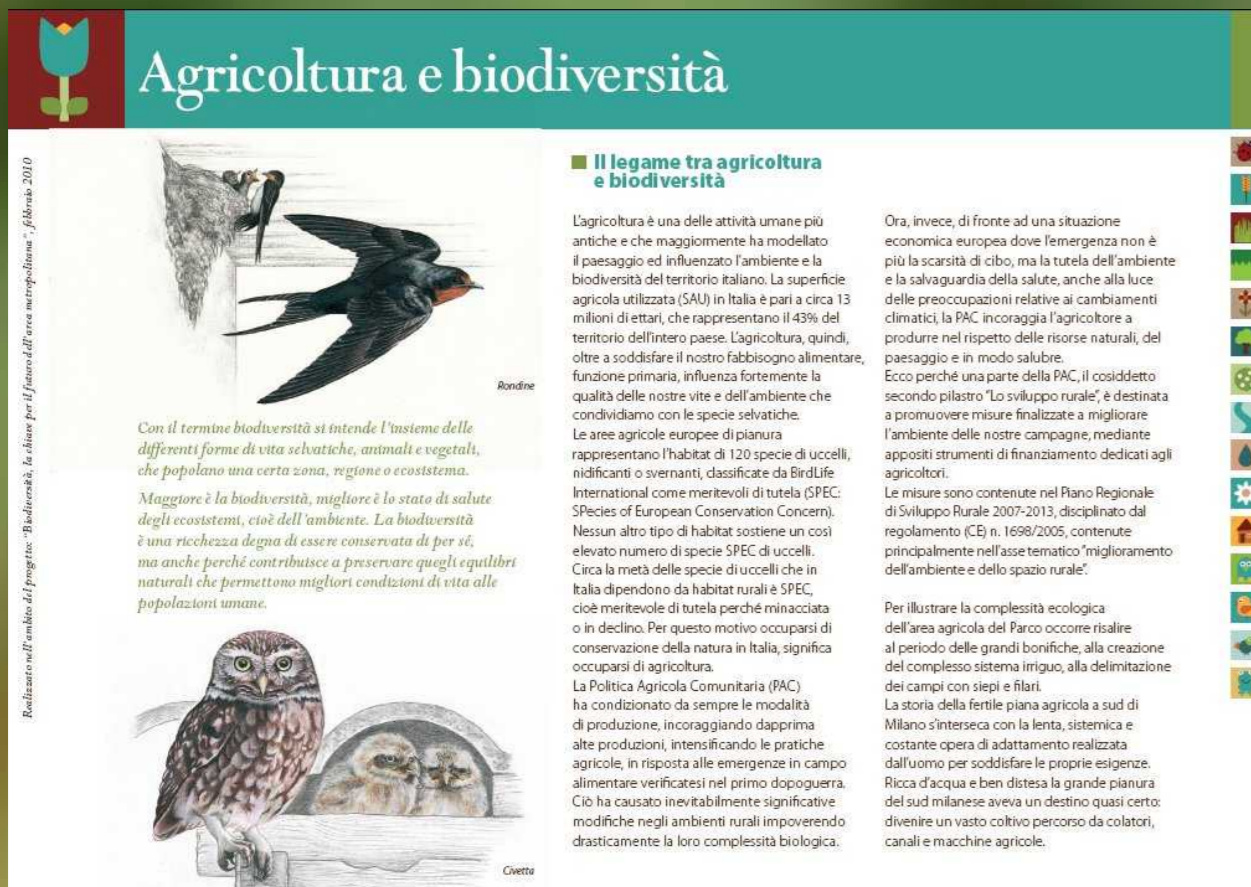 Agricoltura e biodiversità
Realizzato nell'ambito del progetto: "Biodiversità, la chiave per il futuro dell'area metropolitana", febbraio 2010
Rondine
Con il termine biodiversità si intende l'insieme delle
differenti forme di vita selvatiche, animali e vegetali,
che popolano una certa zona, regione o ecosistema.
Maggiore è la biodiversità, migliore è lo stato di salute
degli ecosistemi, cioè dell'ambiente. La biodiversità
è una ricchezza degna di essere conservata di per sé,
ma anche perché contribuisce a preservare quegli equilibri
naturali che permettono migliori condizioni di vita alle
popolazioni umane.
Civetta
Il legame tra agricoltura
e biodiversità
L'agricoltura è una delle attività umane più
antiche e che maggiormente ha modellato
il paesaggio ed influenzato l'ambiente e la
biodiversità del territorio italiano. La superficie
agricola utilizzata (SAU) in Italia è pari a circa 13
milioni di ettari, che rappresentano il 43% del
territorio dell'intero paese. L'agricoltura, quindi,
oltre a soddisfare il nostro fabbisogno alimentare,
funzione primaria, influenza fortemente la
qualità delle nostre vite e dell'ambiente che
condividiamo con le specie selvatiche.
Le aree agricole europee di pianura
rappresentano l'habitat di 120 specie di uccelli,
nidificanti o svernanti, classificate da BirdLife
International come meritevoli di tutela (SPEC:
SPecies of European Conservation Concern).
Nessun altro tipo di habitat sostiene un così
elevato numero di specie SPEC di uccelli.
Circa la metà delle specie di uccelli che in
Italia dipendono da habitat rurali è SPEC,
cioè meritevole di tutela perché minacciata
o in declino. Per questo motivo occuparsi di
conservazione della natura in Italia, significa
occuparsi di agricoltura.
La Politica Agricola Comunitaria (PAC)
ha condizionato da sempre le modalità
di produzione, incoraggiando dapprima
alte produzioni, intensificando le pratiche
agricole, in risposta alle emergenze in campo
alimentare verificatesi nel primo dopoguerra.
Ciò ha causato inevitabilmente significative
modifiche negli ambienti rurali impoverendo
drasticamente la loro complessità biologica.
Ora, invece, di fronte ad una situazione
economica europea dove l'emergenza non è
più la scarsità di cibo, ma la tutela dell'ambiente
e la salvaguardia della salute, anche alla luce
delle preoccupazioni relative ai cambiamenti
climatici, la PAC incoraggia l'agricoltore a
produrre nel rispetto delle risorse naturali, del
paesaggio e in modo salubre.
Ecco perché una parte della PAC, il cosiddetto
secondo pilastro "Lo sviluppo rurale", è destinata
a promuovere misure finalizzate a migliorare
l'ambiente delle nostre campagne, mediante
appositi strumenti di finanziamento dedicati agli
agricoltori.
Le misure sono contenute nel Piano Regionale
di Sviluppo Rurale 2007-2013, disciplinato dal
regolamento (CE) n. 1698/2005, contenute
principalmente nell'asse tematico "miglioramento
dell'ambiente e dello spazio rurale".
Per illustrare la complessità ecologica
dell'area agricola del Parco occorre risalire
al periodo delle grandi bonifiche, alla creazione
del complesso sistema irriguo, alla delimitazione
dei campi con siepi e filari.
La storia della fertile piana agricola a sud di
Milano s'interseca con la lenta, sistemica e
costante opera di adattamento realizzata
dall'uomo per soddisfare le proprie esigenze.
Ricca d'acqua e ben distesa la grande pianura
del sud milanese aveva un destino quasi certo:
divenire un vasto coltivo percorso da colatori,
canali e macchine agricole.